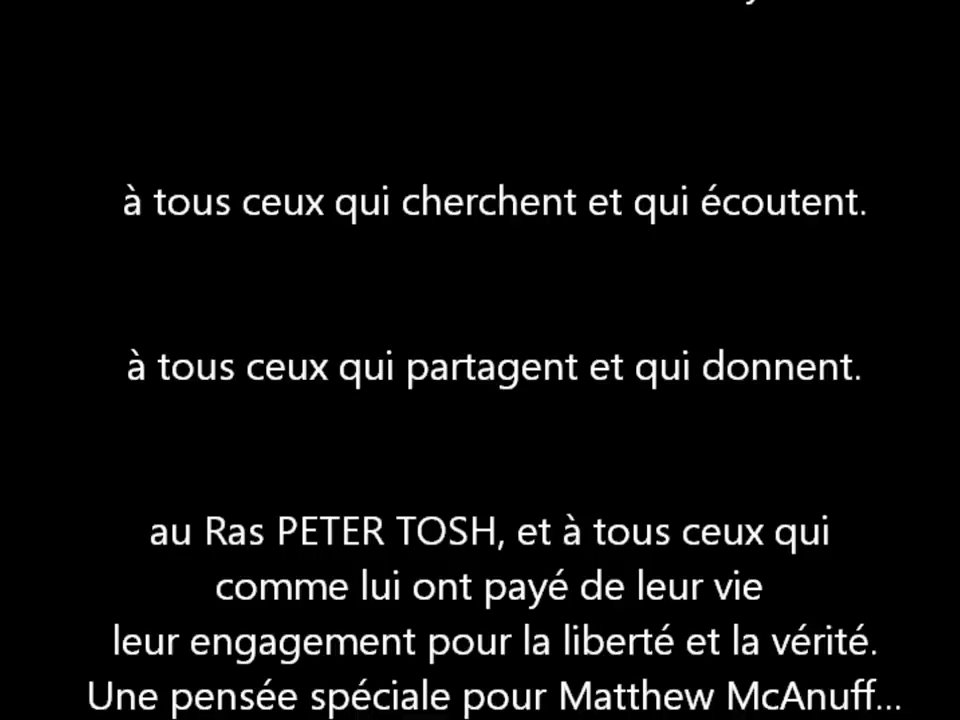 à tous ceux qui cherchent et qui écoutent.
à tous ceux qui partagent et qui donnent.
au Ras PETER TOSH, et à tous ceux qui
comme lui ont payé de leur vie
leur engagement pour la liberté et la vérité.
Une pensée spéciale pour Matthew McAnuff...